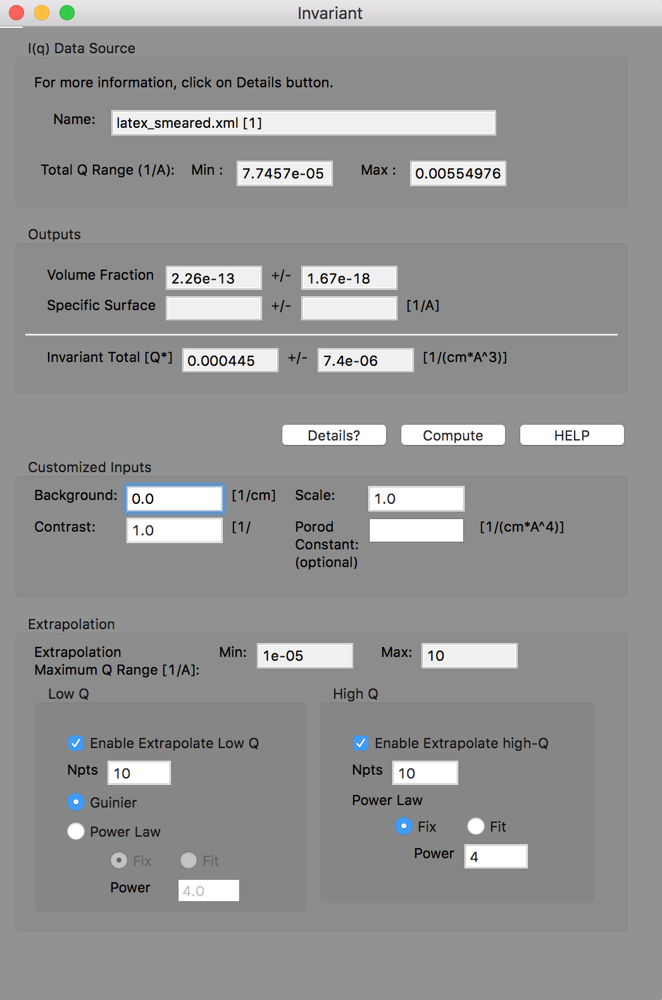 Invariant
I(q) Data Source
For more information, click on Details button.
Name: latex_smeared.xml [1]
Total Q Range (1/A): Min : 7.7457e-05 Max : 0.00554976
Outputs
Volume Fraction 2.26e-13 +/- 1.67e-18
Specific Surface +/- [1/A]
Invariant Total [Q*] 0.000445 +/- 7.4e-06 [1/(cm*A^3)]
Details? Compute HELP
Customized Inputs
Background: 0.0 [1/cm] Scale: 1.0
Contrast: 1.0 [1/ Porod [1/(cm*A^4)]
Constant:
(optional)
Extrapolation
Extrapolation Min: 1e-05 Max: 10
Maximum Q Range [1/A]:
Low Q
Enable Extrapolate Low Q
Npts 10
Guinier
Power Law
Fix Fit
Power 4.0
High Q
Enable Extrapolate high-Q
Npts 10
Power Law
Fix Fit
Power 4